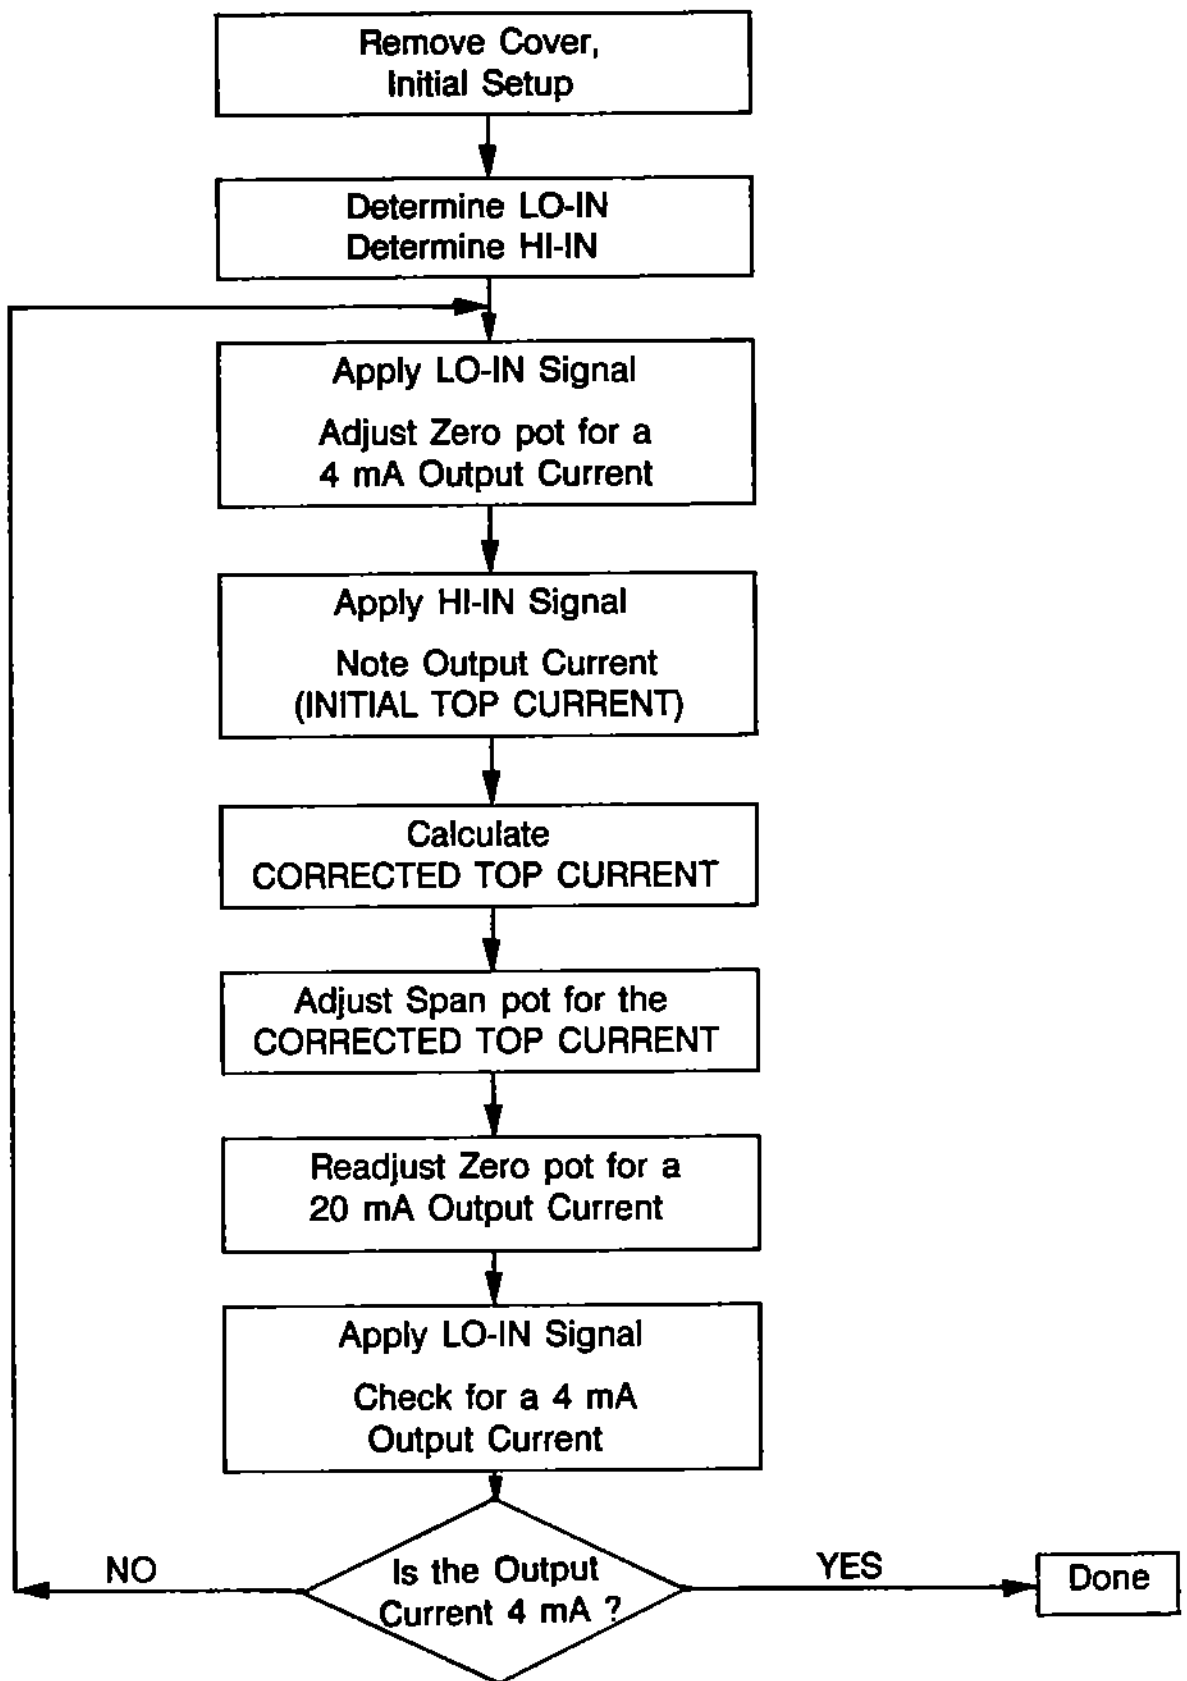 Remove Cover,
Initial Setup
Determine LO-IN
Determine HI-IN
Apply LO-IN Signal
Adjust Zero pot for a
4 mA Output Current
Apply HI-IN Signal
Note Output Current
(INITIAL TOP CURRENT)
Calculate
CORRECTED TOP CURRENT
Adjust Span pot for the
CORRECTED TOP CURRENT
Readjust Zero pot for a
20 mA Output Current
Apply LO-IN Signal
Check for a 4 mA
Output Current
Is the Output
Current 4 mA ?
NO
YES
Done